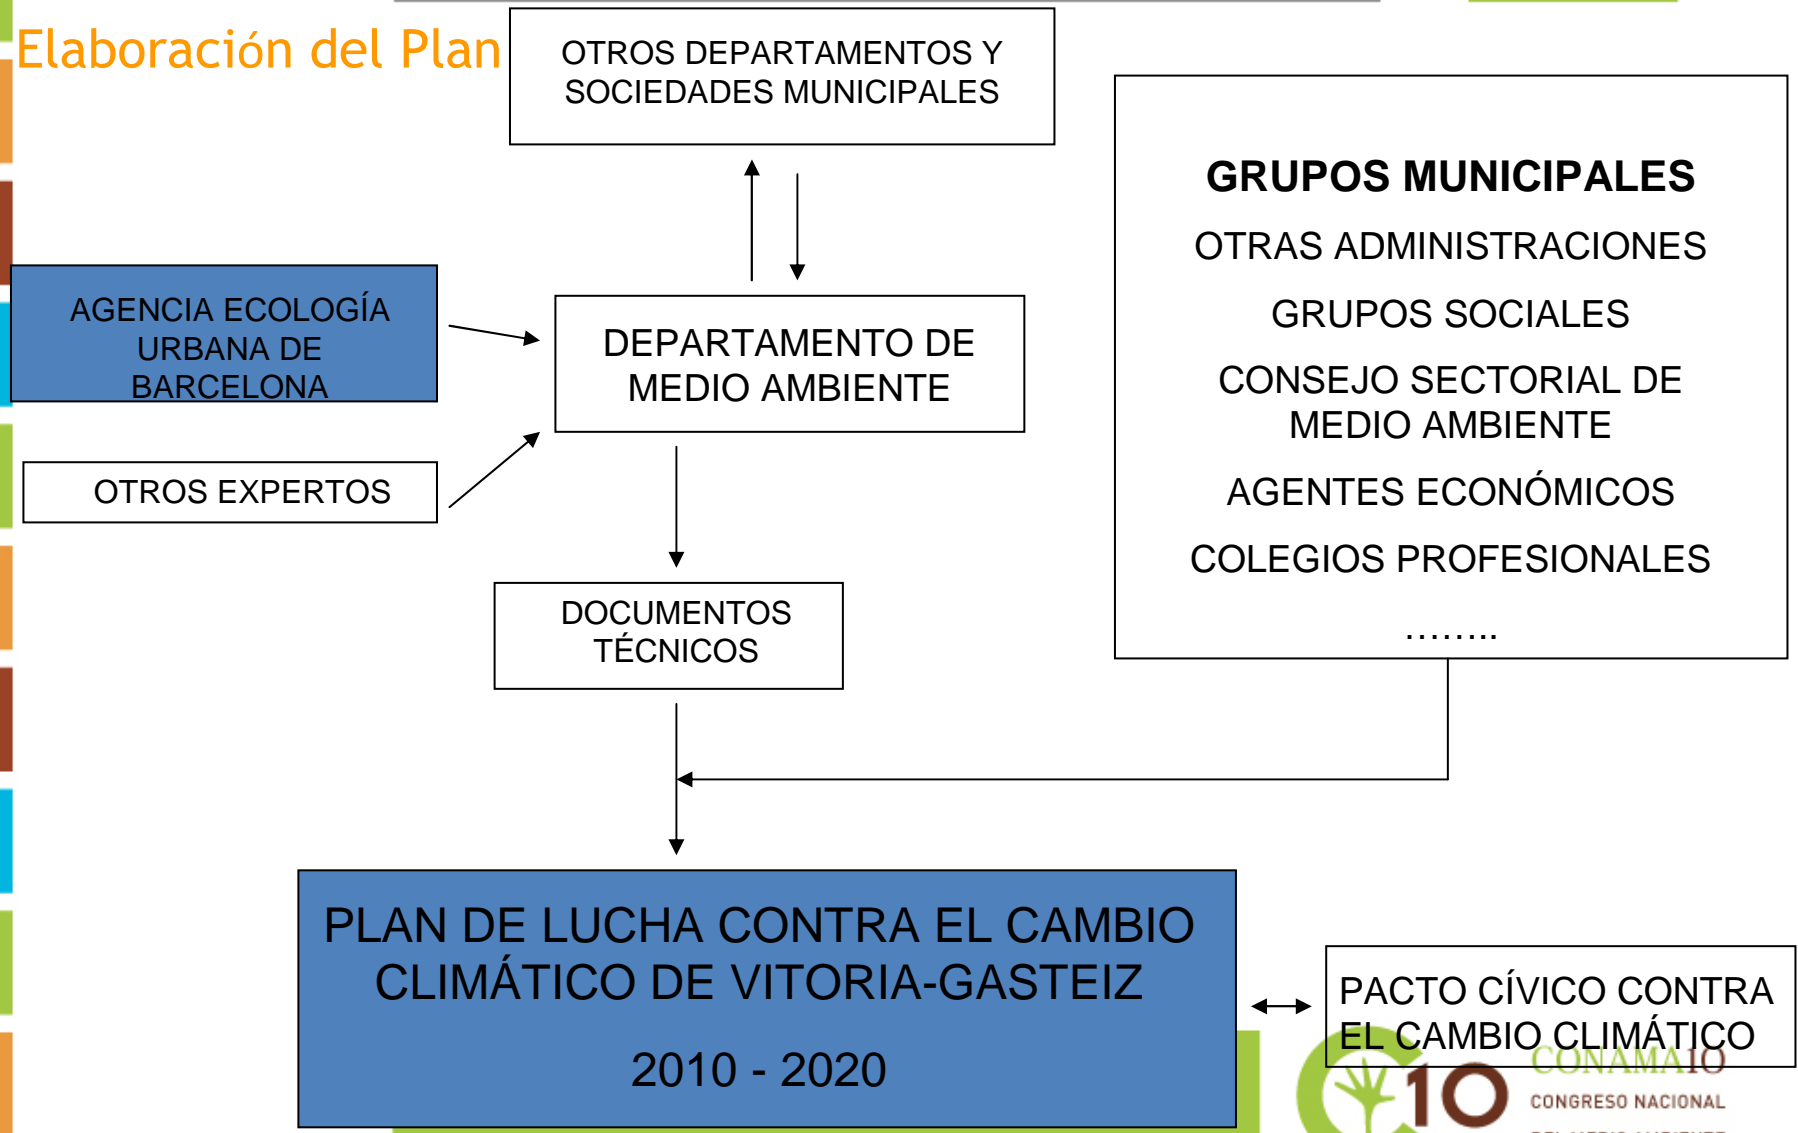 Elaboración del Plan
OTROS DEPARTAMENTOS Y
SOCIEDADES MUNICIPALES
GRUPOS MUNICIPALES
OTRAS ADMINISTRACIONES
GRUPOS SOCIALES
CONSEJO SECTORIAL DE
MEDIO AMBIENTE
AGENTES ECONÓMICOS
COLEGIOS PROFESIONALES
……..
AGENCIA ECOLOGÍA
URBANA DE
BARCELONA
DEPARTAMENTO DE
MEDIO AMBIENTE
OTROS EXPERTOS
DOCUMENTOS
TÉCNICOS
PLAN DE LUCHA CONTRA EL CAMBIO
CLIMÁTICO DE VITORIA-GASTEIZ
2010 - 2020
PACTO CÍVICO CONTRA
EL CAMBIO CLIMÁTICO
10
CONAMA10
CONGRESO NACIONAL
DEL MEDIO AMBIENTE